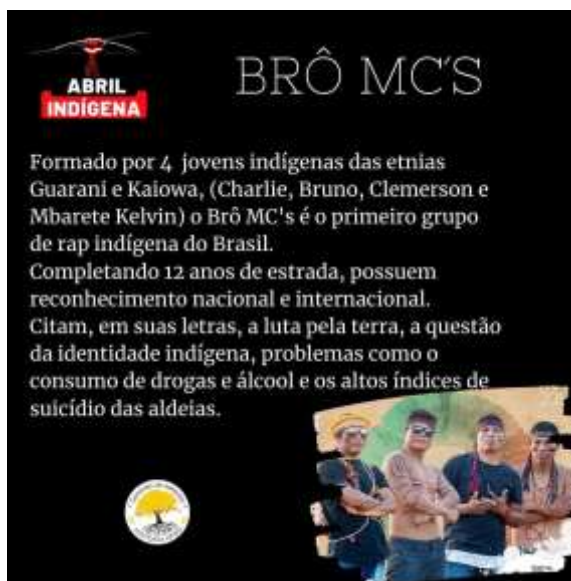 ABRIL
INDÍGENA
BRÔ MC'S
Formado por 4 jovens indígenas das etnias
Guarani e Kaiowa, (Charlie, Bruno, Clemerson e
Mbarete Kelvin) o Brô MC's é o primeiro grupo
de rap indígena do Brasil.
Completando 12 anos de estrada, possuem
reconhecimento nacional e internacional.
Citam, em suas letras, a luta pela terra, a questão
da identidade indígena, problemas como o
consumo de drogas e álcool e os altos índices de
suicídio das aldeias.